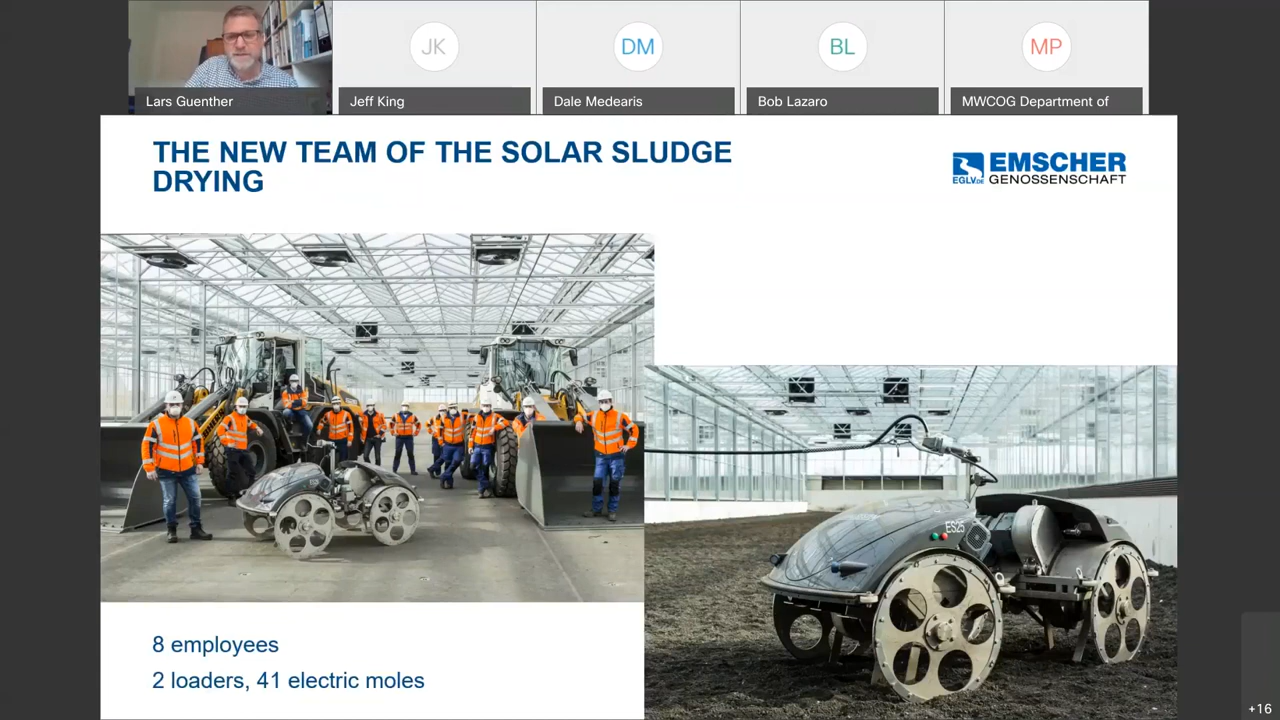 JK
DM
BL
MP
Lars Guenther
Jeff King
Dale Medearis
Bob Lazaro
MWCOG Department of
THE NEW TEAM OF THE SOLAR SLUDGE
DRYING
EMSCHER
EGLV.DE GENOSSENSCHAFT
ES25
8 employees
2 loaders, 41 electric moles
+16